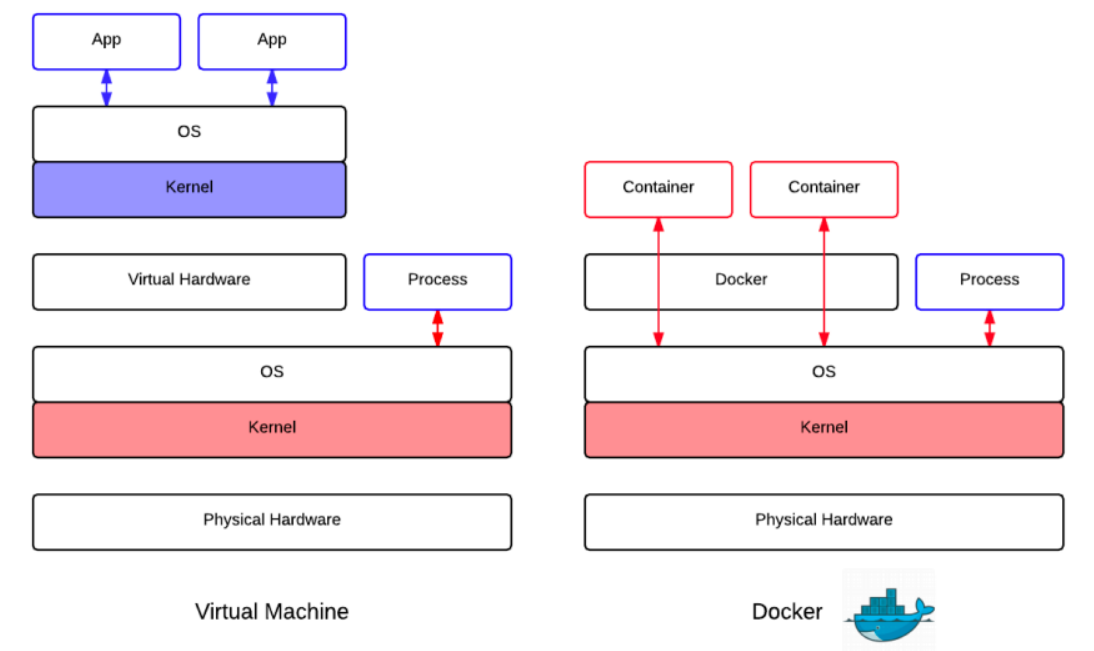 App
App
OS
Kernel
Virtual Hardware
Process
OS
Kernel
Physical Hardware
Virtual Machine
Container
Container
Docker
Process
OS
Kernel
Physical Hardware
Docker